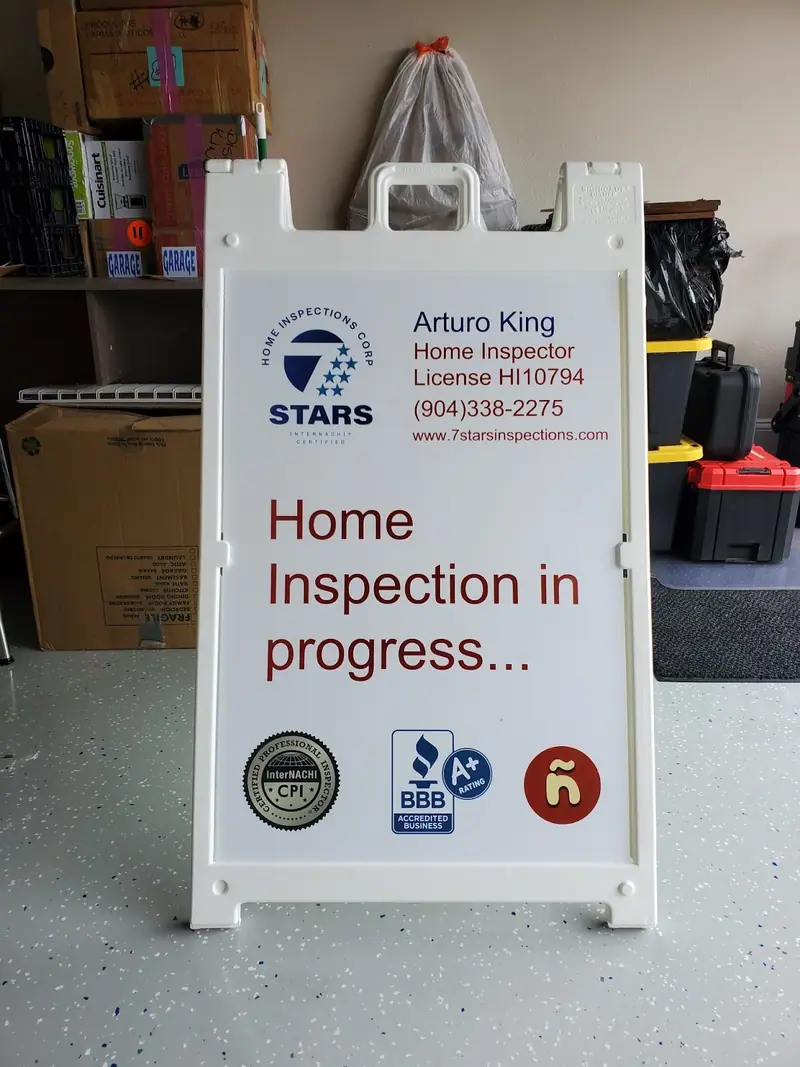 PRODUTOS
Cuisinart
GARAGE
GARAGE
HOME INSPECTIONS CORP
7
STARS
INTERNACHI
CERTIFIED
Arturo King
Home Inspector
License HI10794
(904)338-2275
www.7starsinspections.com
Home
Inspection in
progress...
CERTIFIED PROFESSIONAL INSPECTOR
InterNACHI
CPI
BBB
ACCREDITED
BUSINESS
A+
RATING
ñ
FRAGILE